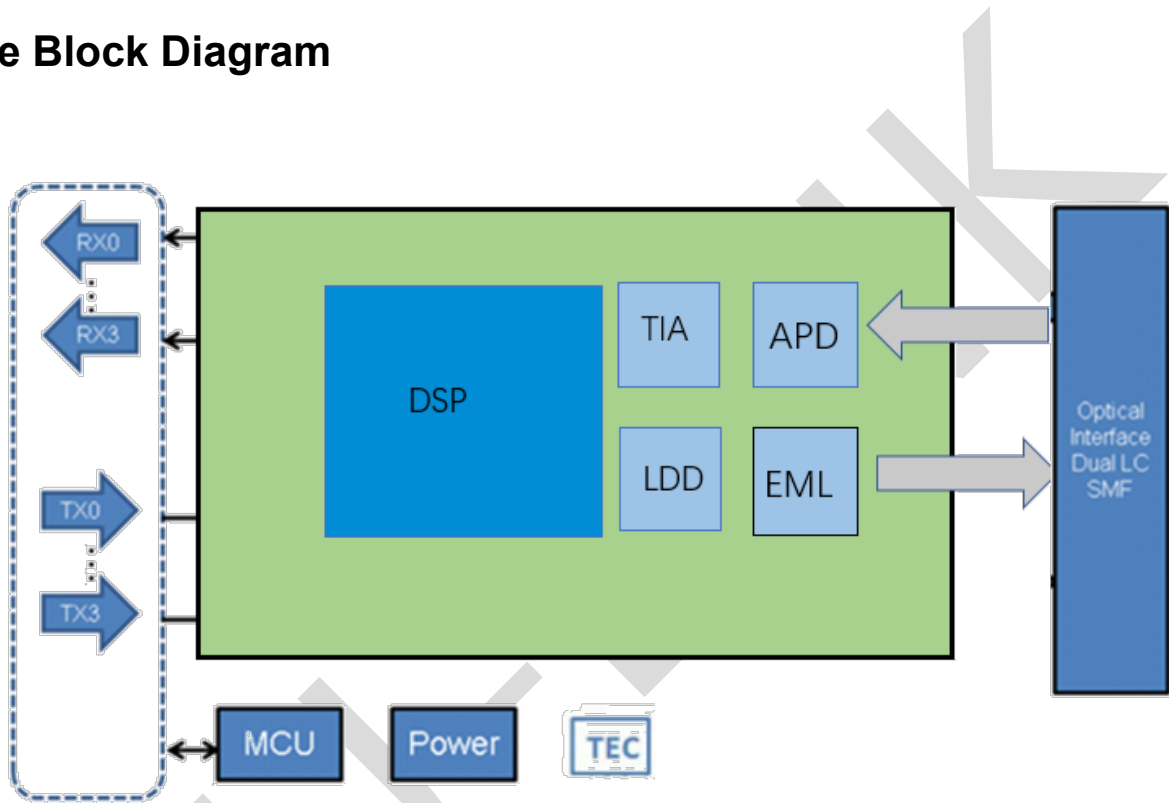 e Block Diagram
RX0
RX3
TX0
TX3
DSP
TIA
APD
LDD
EML
Optical
Interface
Dual LC
SMF
MCU
Power
TEC